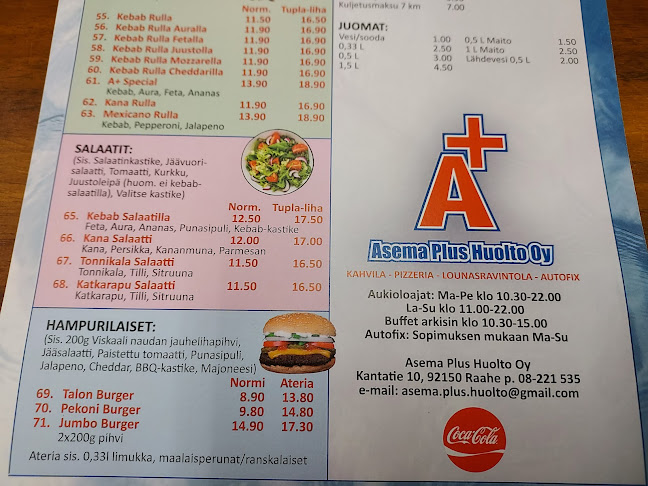 Norm. Tupla-liha
55. Kebab Rulla 11.50 16.50
56. Kebab Rulla Auralla 11.90 16.90
57. Kebab Rulla Fetalla 11.90 16.90
58. Kebab Rulla Juustolla 11.90 16.90
59. Kebab Rulla Mozzarella 11.90 16.90
60. Kebab Rulla Cheddarilla 11.90 16.90
61. A+ Special 13.90 18.90
Kebab, Aura, Feta, Ananas
62. Kana Rulla 11.90 16.90
63. Mexicano Rulla 13.90 18.90
Kebab, Pepperoni, Jalapeno
SALAATIT:
(Sis. Salaatinkastike, Jäävuori-
salaatti, Tomaatti, Kurkku,
Juustoleipä (huom. ei kebab-
salaatilla), Valitse kastike)
Norm. Tupla-liha
65. Kebab Salaatilla 12.50 17.50
Feta, Aura, Ananas, Punasipuli, Kebab-kastike
66. Kana Salaatti 12.00 17.00
Kana, Persikka, Kananmuna, Parmesan
67. Tonnikala Salaatti 11.50 16.50
Tonnikala, Tilli, Sitruuna
68. Katkarapu Salaatti 11.50 16.50
Katkarapu, Tilli, Sitruuna
HAMPURILAISET:
(Sis. 200g Viskaali naudan jauhelihapihvi,
Jääsalaatti, Paistettu tomaatti, Punasipuli,
Jalapeno, Cheddar, BBQ-kastike, Majoneesi)
Normi Ateria
69. Talon Burger 8.90 13.80
70. Pekoni Burger 9.80 14.80
71. Jumbo Burger 14.90 17.30
2x200g pihvi
Ateria sis. 0,33l limukka, maalaisperunat/ranskalaiset
Kuljetusmaksu 7 km 7.00
JUOMAT:
Vesi/sooda 1.00 0,5 L Maito 1.50
0,33 L 2.50 1 L Maito 2.50
0,5 L 3.00 Lähdevesi 0,5 L 2.00
1,5 L 4.50
A+
Asema Plus Huolto Oy
KAHVILA - PIZZERIA - LOUNASRAVINTOLA - AUTOFIX
Aukioloajat: Ma-Pe klo 10.30-22.00
La-Su klo 11.00-22.00
Buffet arkisin klo 10.30-15.00
Autofix: Sopimuksen mukaan Ma-Su
Asema Plus Huolto Oy
Kantatie 10, 92150 Raahe p. 08-221 535
e-mail: asema.plus.huolto@gmail.com
Coca-Cola